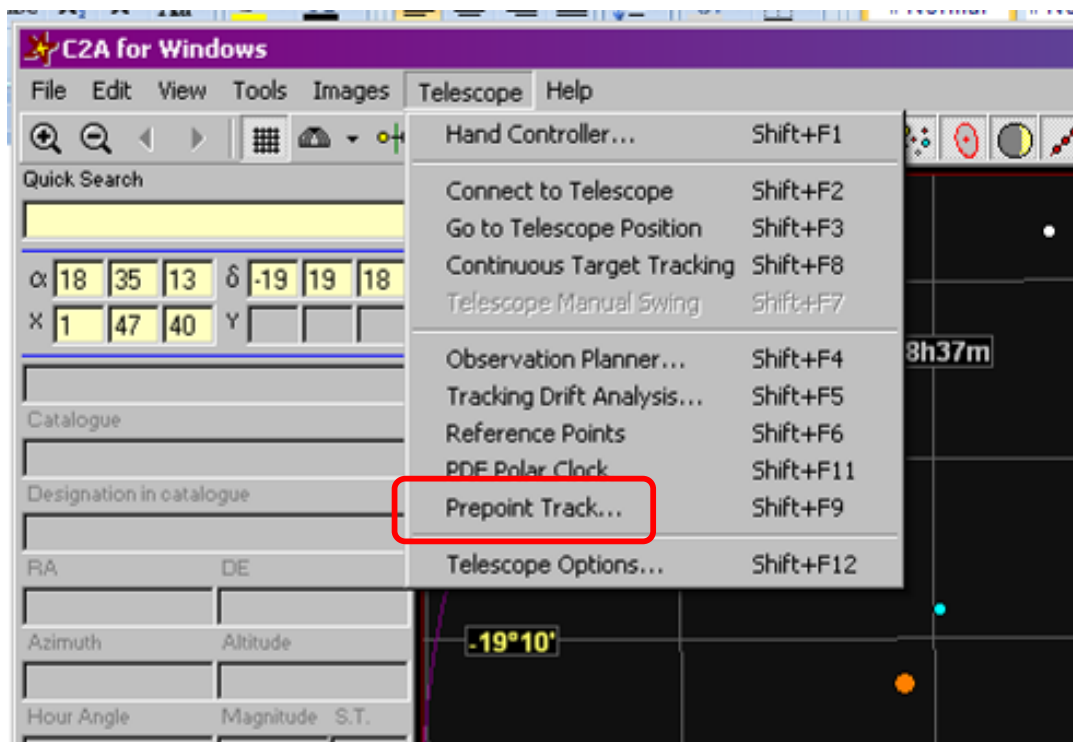 C2A for Windows
File Edit View Tools Images Telescope Help
Hand Controller... Shift+F1
Quick Search
Connect to Telescope Shift+F2
Go to Telescope Position Shift+F3
α 18 35 13 δ -19 19 18
Continuous Target Tracking Shift+F8
Telescope Manual Swing Shift+F7
X 1 47 40 Y
Observation Planner... Shift+F4
8h37m
Tracking Drift Analysis... Shift+F5
Catalogue
Reference Points Shift+F6
PDF Polar Clock Shift+F11
Designation in catalogue
Prepoint Track... Shift+F9
RA DE
Telescope Options... Shift+F12
Azimuth Altitude
-19°10'
Hour Angle Magnitude S.T.